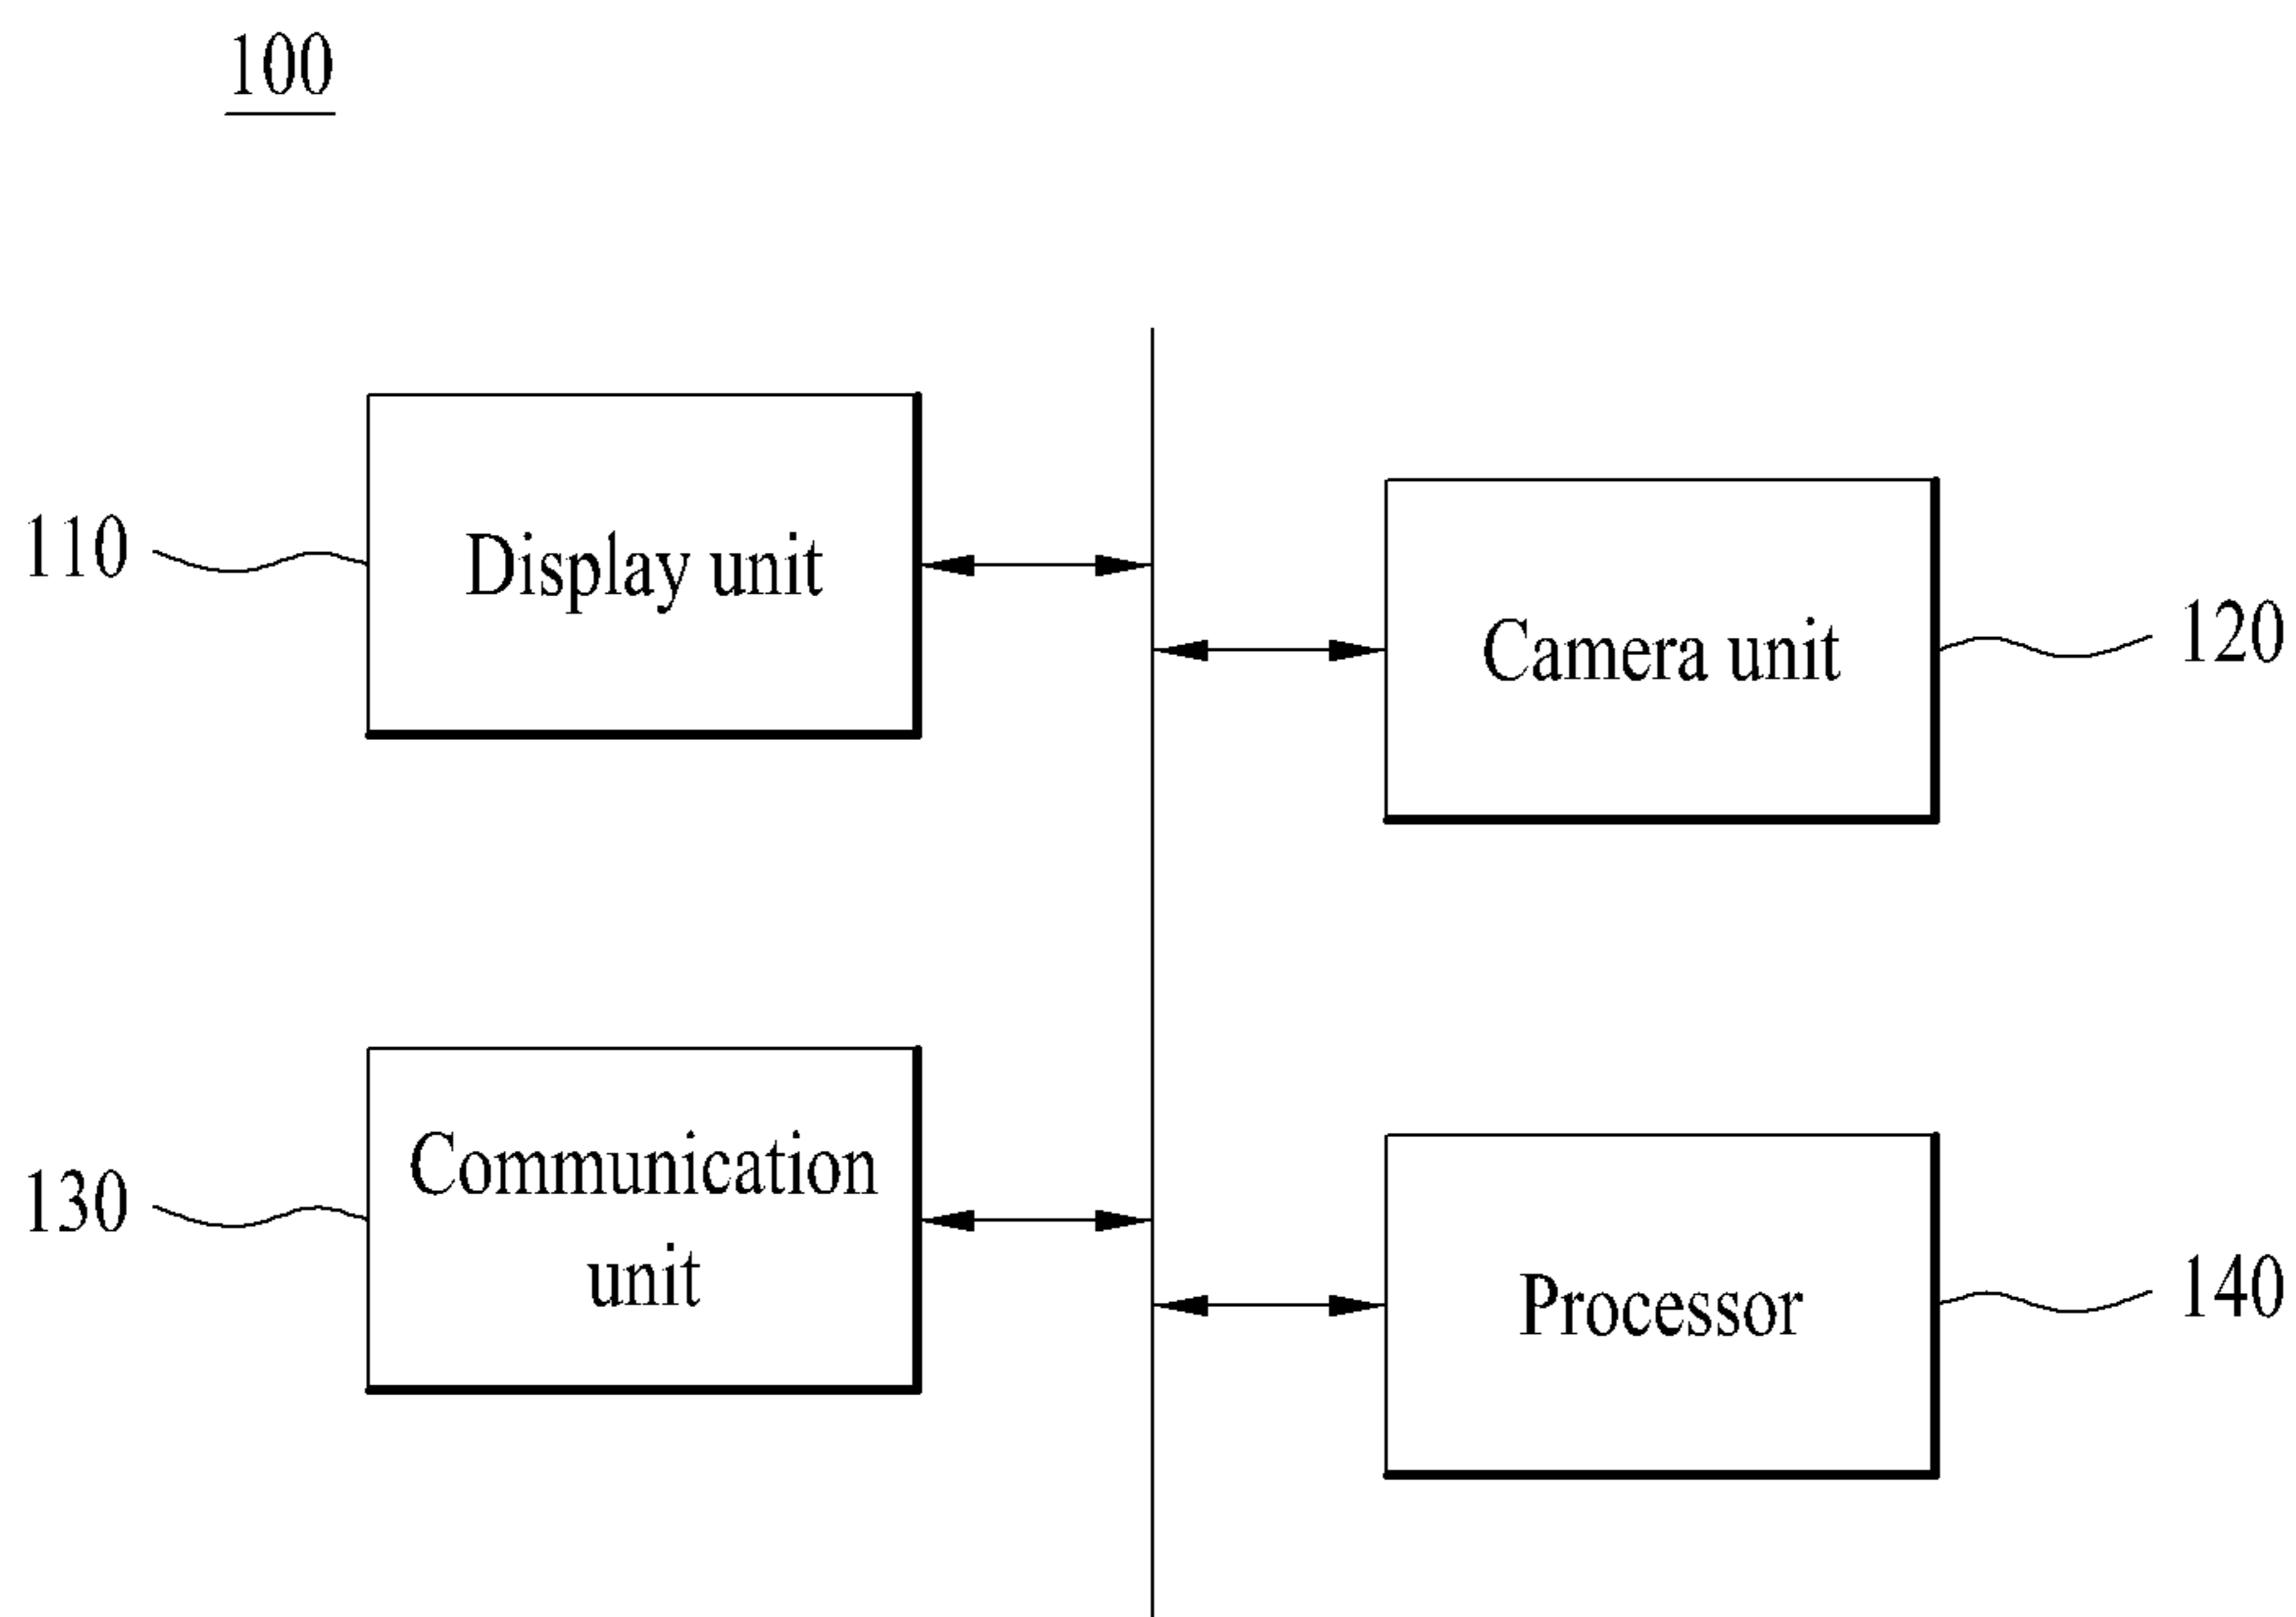 100
110
Display unit
Camera unit
120
130
Communication
unit
Processor
140